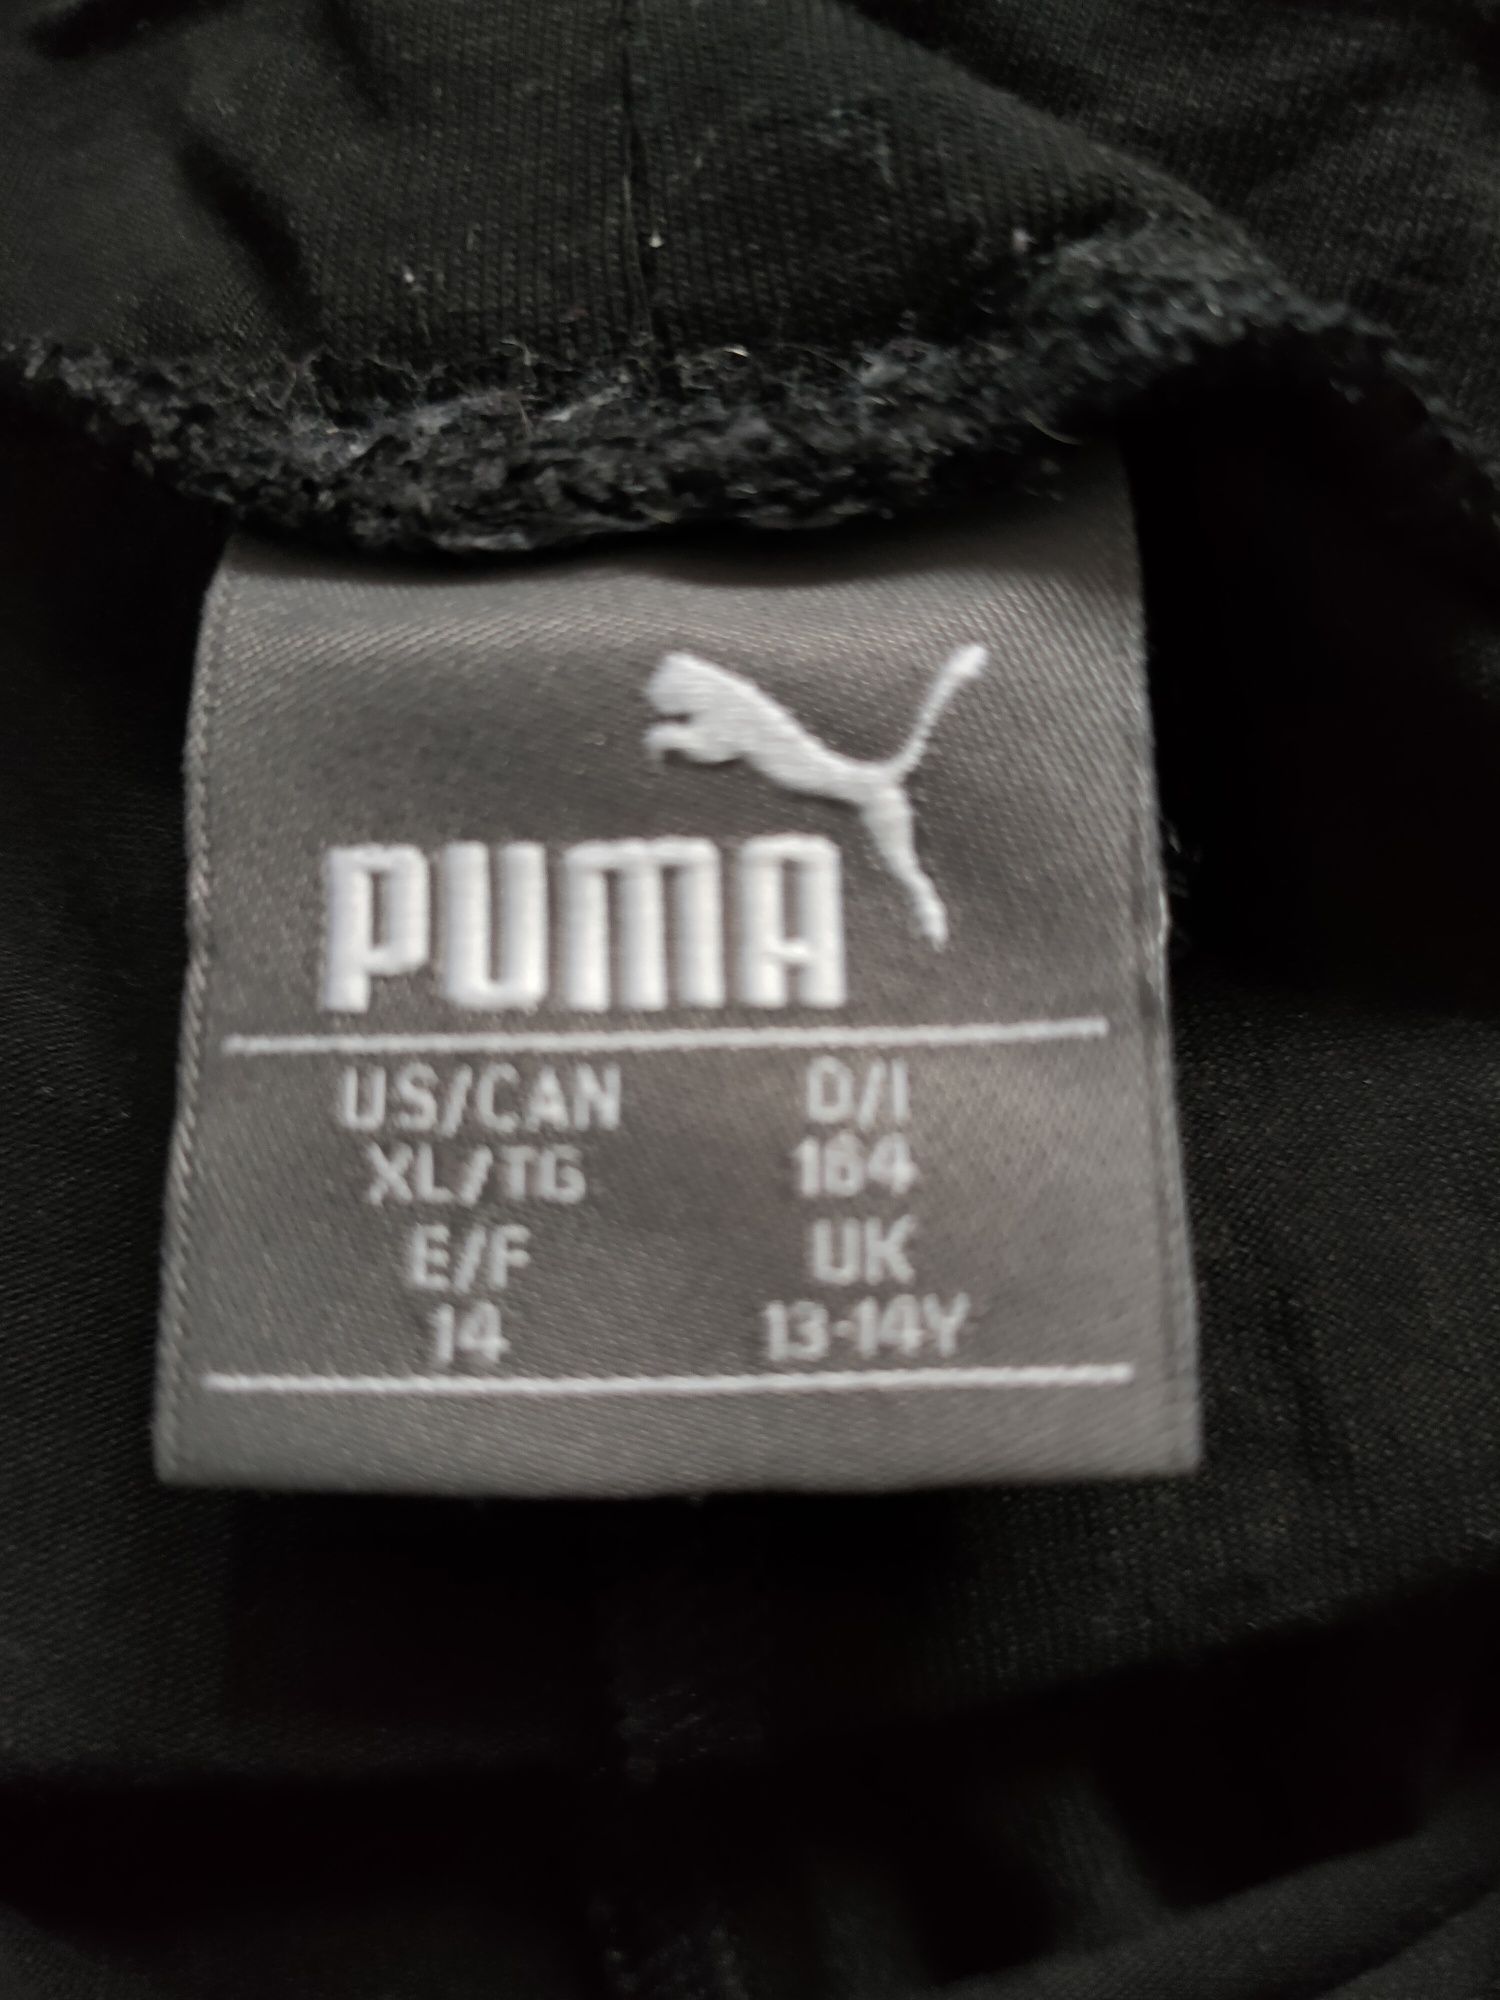 PUMA
US/CAN D/I
XL/TG 164
E/F UK
14 13-14Y